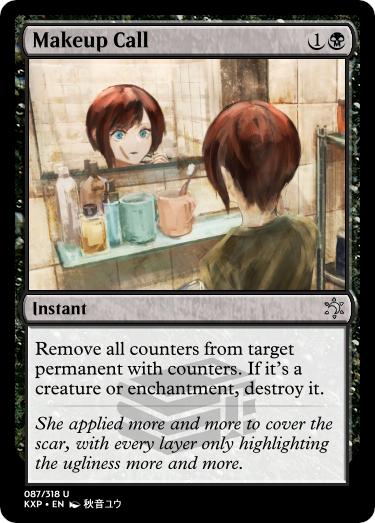 Makeup Call 1
Instant
Remove all counters from target
permanent with counters. If it's a
creature or enchantment, destroy it.
She applied more and more to cover the
scar, with every layer only highlighting
the ugliness more and more.
087/318 U
KXP • EN 秋音ユウ